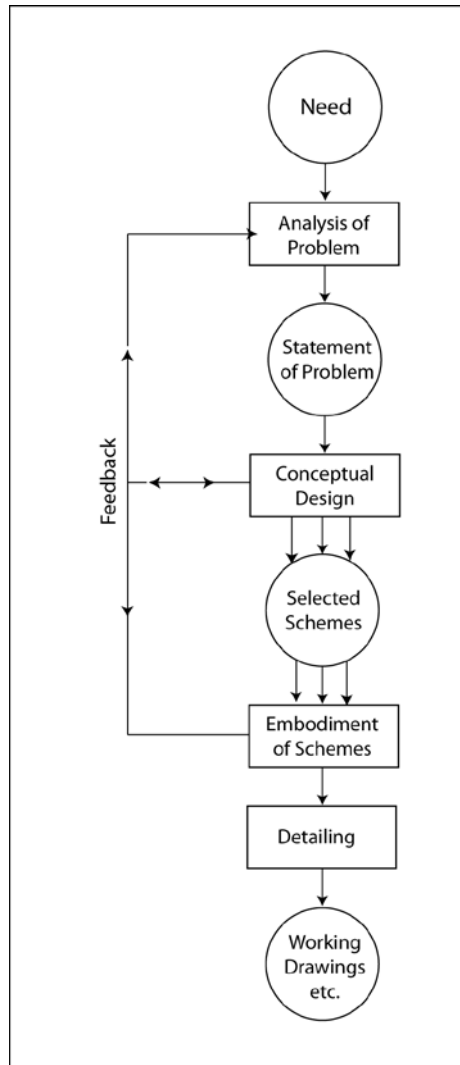 Need
Analysis of
Problem
Statement
of Problem
Feedback
Conceptual
Design
Selected
Schemes
Embodiment
of Schemes
Detailing
Working
Drawings
etc.